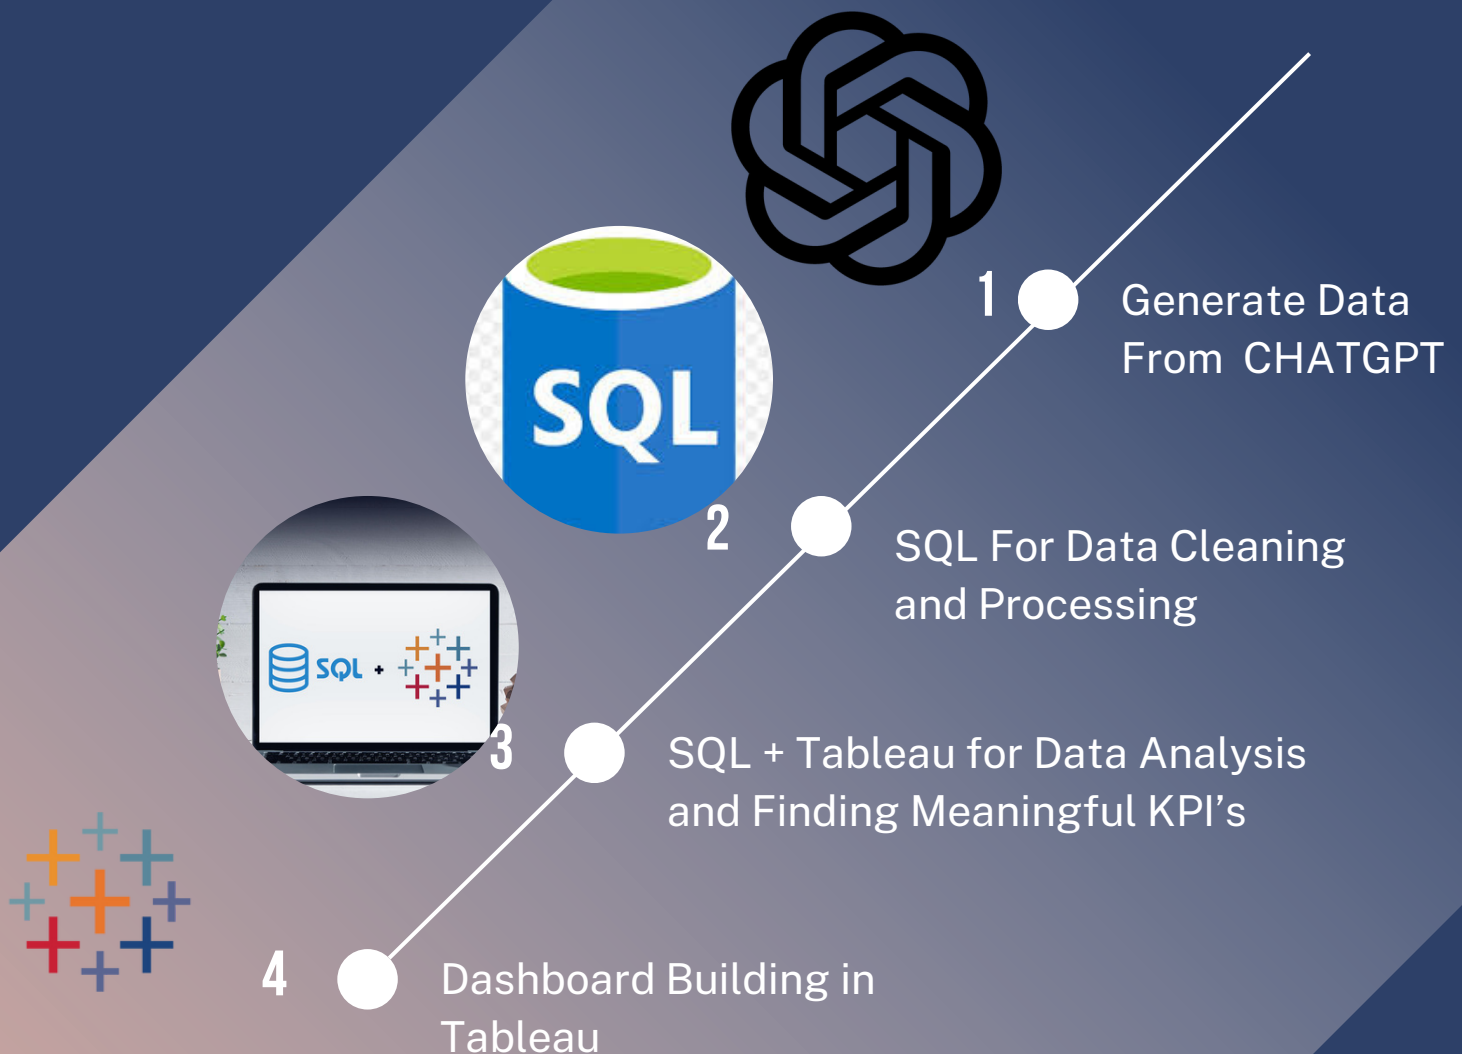 1
Generate Data
From CHATGPT
SQL
2
SQL For Data Cleaning
and Processing
SQL +
3
SQL + Tableau for Data Analysis
and Finding Meaningful KPI’s
4
Dashboard Building in
Tableau